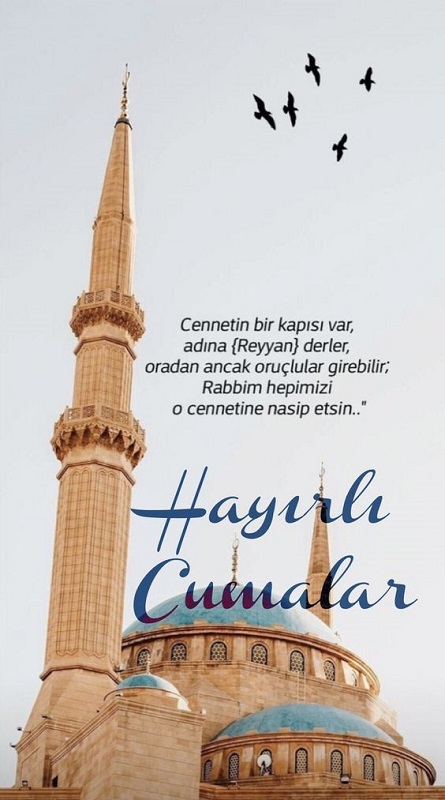 Cennetin bir kapısı var,
adına {Reyyan} derler,
oradan ancak oruçlular girebilir;
Rabbim hepimizi
o cennetine nasip etsin.."
Hayırlı
Cumalar